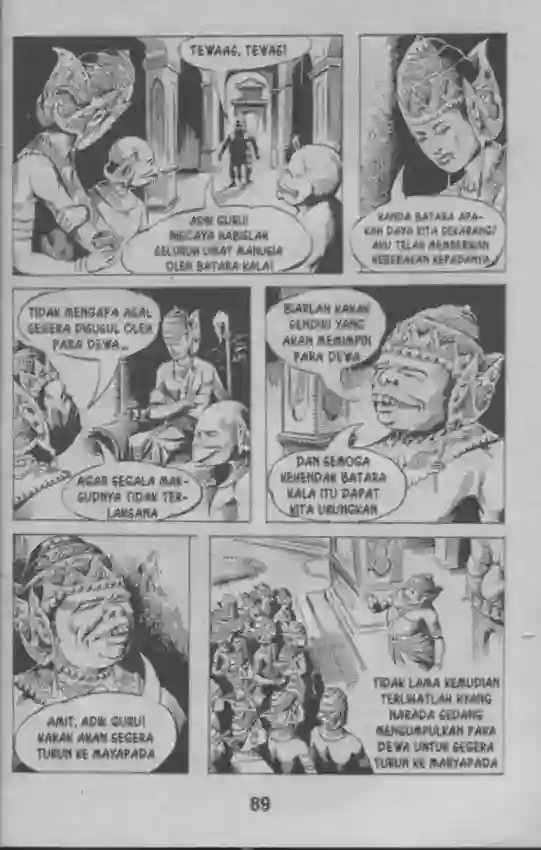 TEWAAS, TEWAS!
ADIK GURU!
NISCAYA HABISLAH
SELURUH UMAT MANUSIA
OLEH BATARA KALA!
KANDA BATARA APA-
KAH DAYA KITA SEKARANG?
AKU TELAH MEMBERIKAN
KEBEBASAN KEPADANYA..
TIDAK MENGAPA ASAL
SEGERA DISUSUL OLEH
PARA DEWA..
AGAR SEGALA MAK-
SUDNYA TIDAK TER-
LAKSANA
BIARLAH KAKAK
SENDIRI YANG
AKAN MEMIMPIN
PARA DEWA
DAN SEMOGA
KEHENDAK BATARA
KALA ITU DAPAT
KITA URUNGKAN
AMIT, ADIK GURU!
KAKAK AKAN SEGERA
TURUN KE MAYAPADA
TIDAK LAMA KEMUDIAN
TERLIHATLAH HYANG
NARADA SEDANG
MENGUMPULKAN PARA
DEWA UNTUK SEGERA
TURUN KE MARYAPADA
89